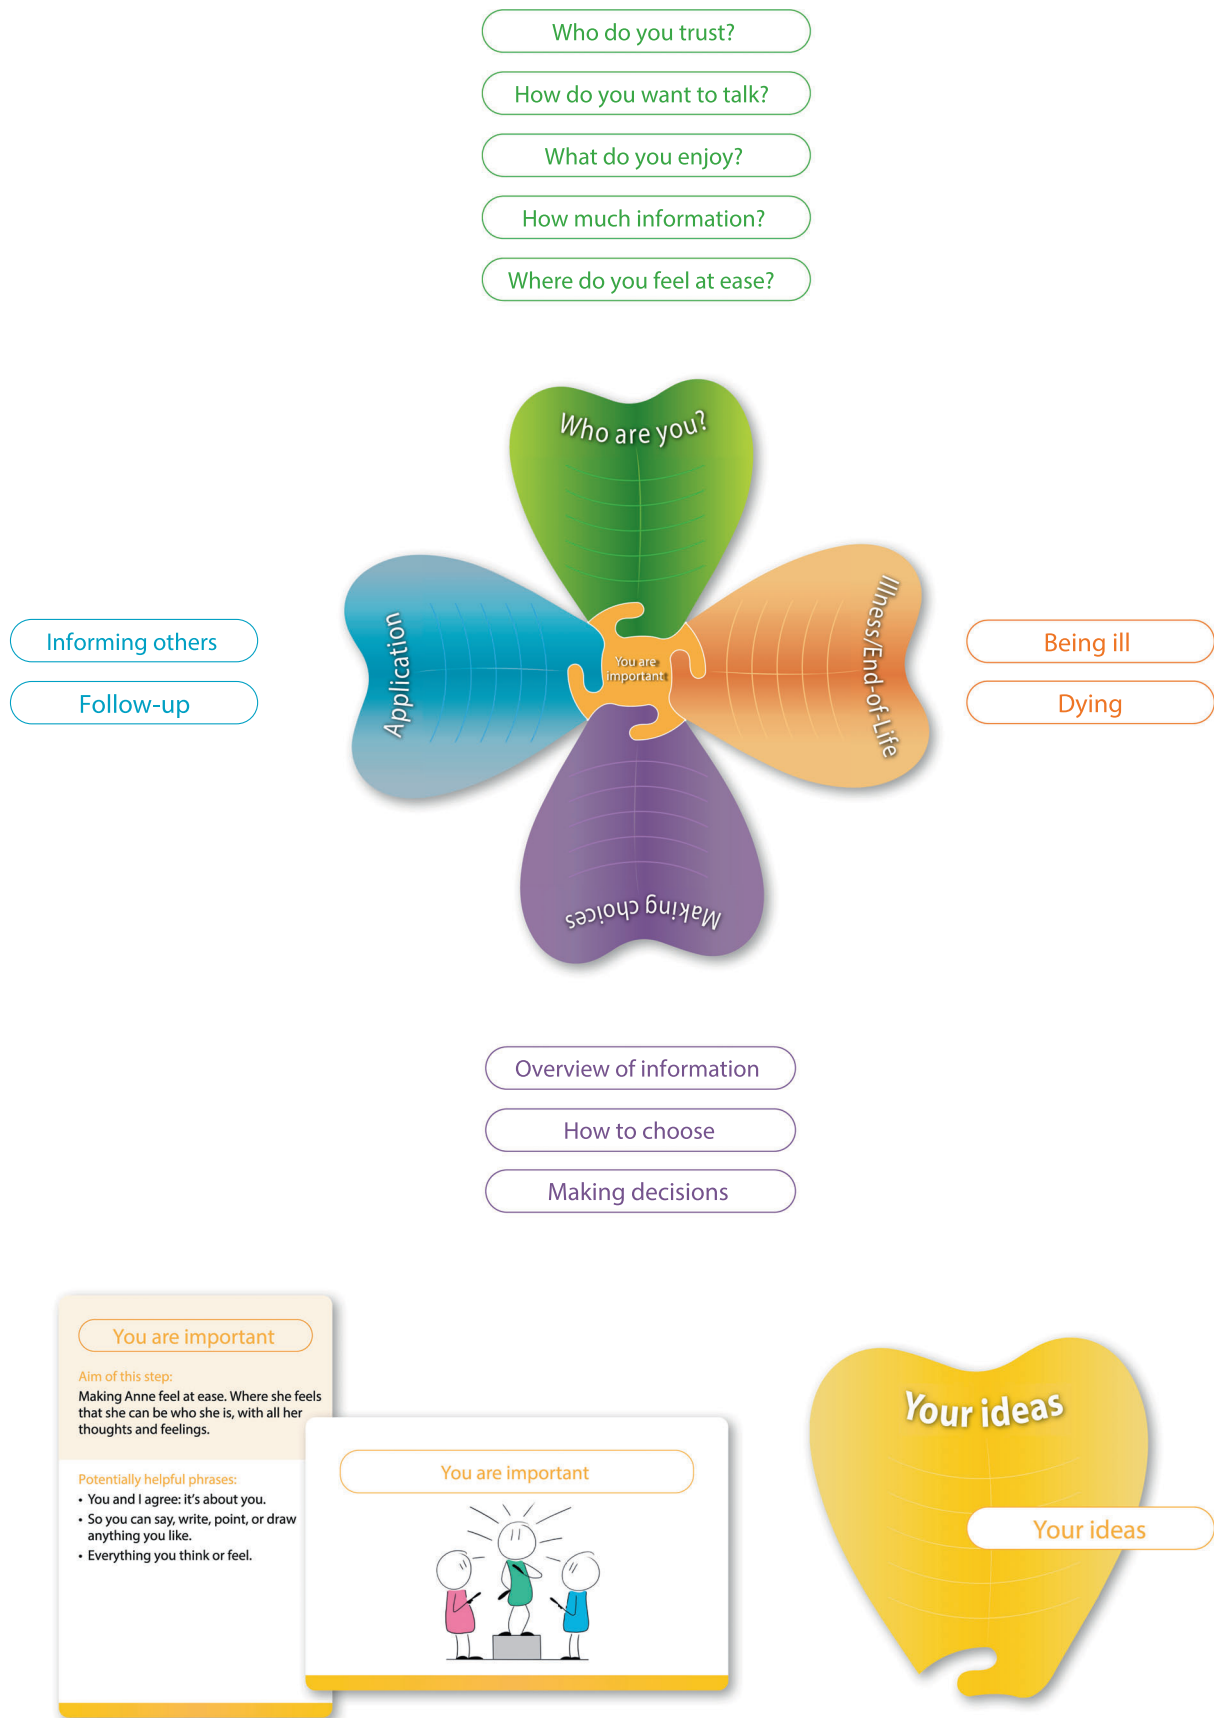 Who do you trust?
How do you want to talk?
What do you enjoy?
How much information?
Where do you feel at ease?
Who are you?
Application
Illness/End-of-Life
You are
important
Making choices
Informing others
Follow-up
Being ill
Dying
Overview of information
How to choose
Making decisions
You are important
Aim of this step:
Making Anne feel at ease. Where she feels
that she can be who she is, with all her
thoughts and feelings.
Potentially helpful phrases:
• You and I agree: it's about you.
• So you can say, write, point, or draw
anything you like.
• Everything you think or feel.
You are important
Your ideas
Your ideas